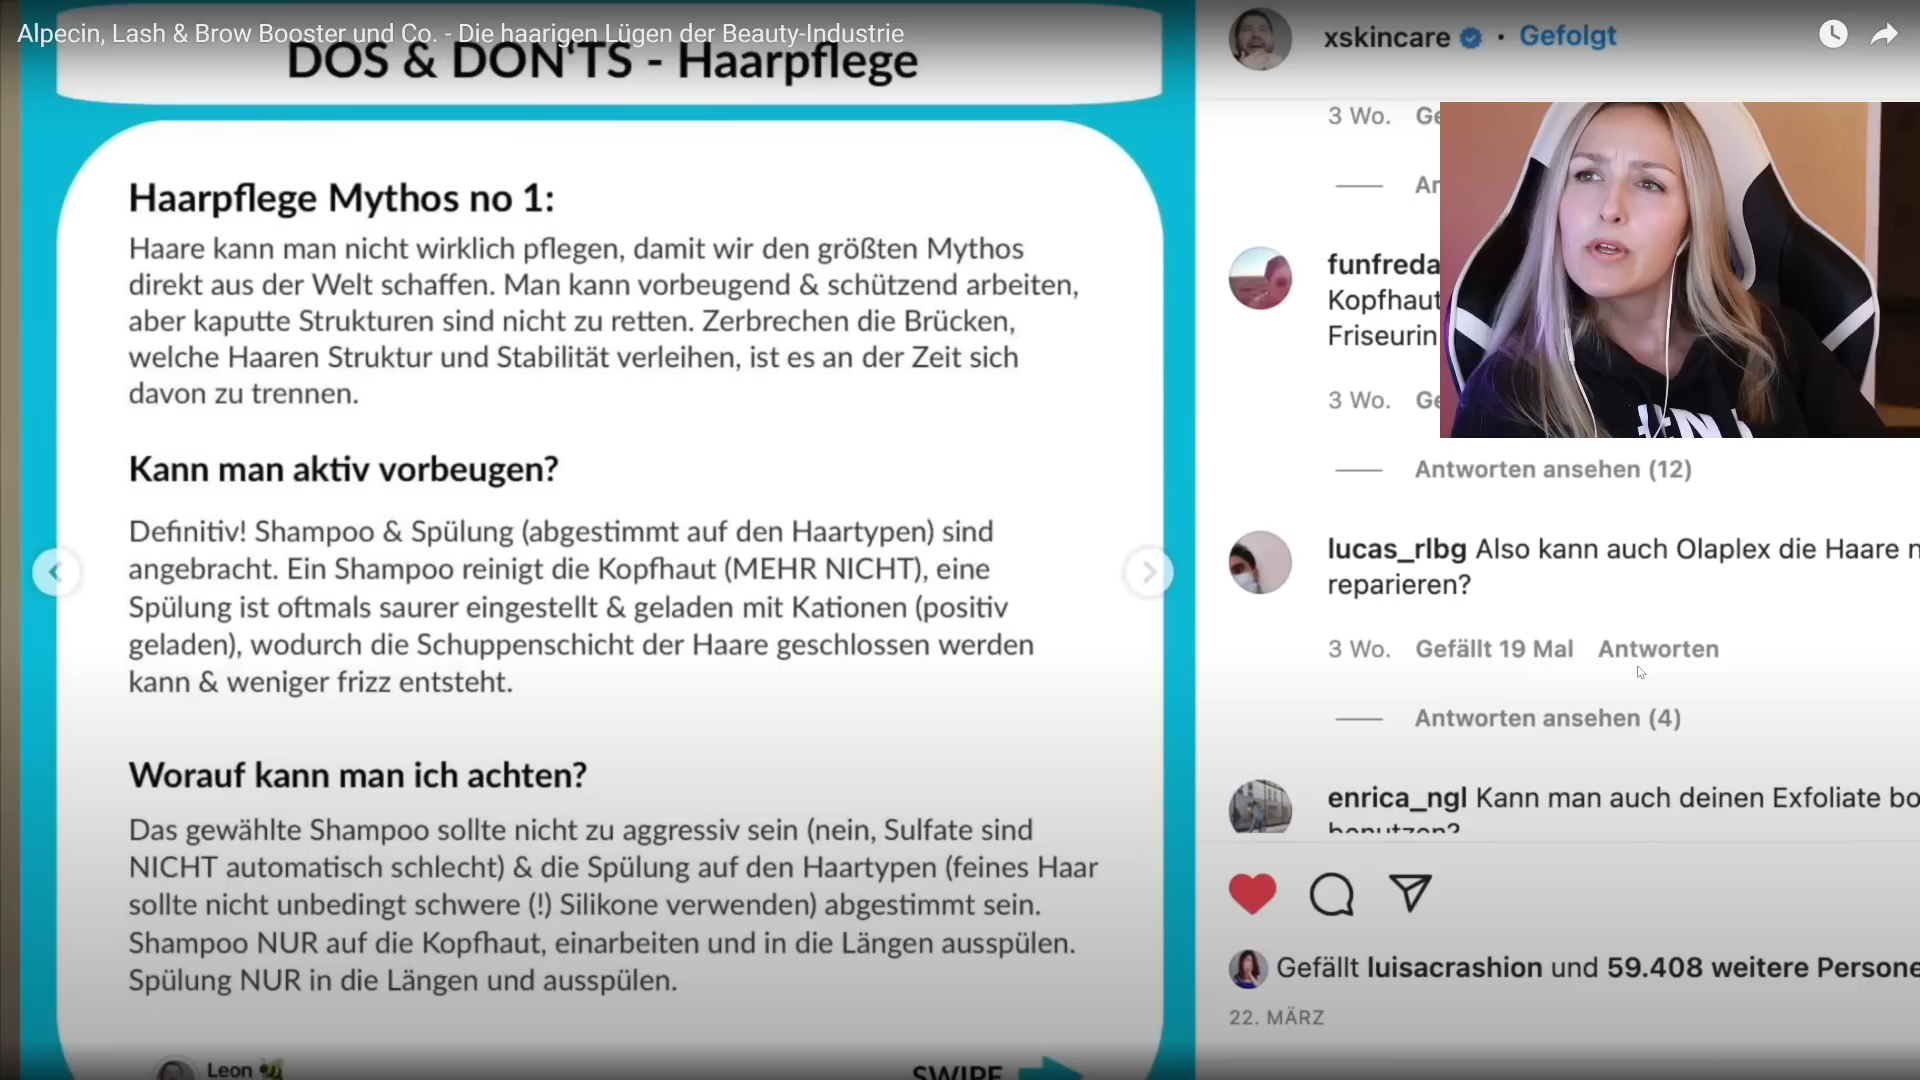 Alpecin, Lash & Brow Booster und Co. - Die haarigen Lügen der Beauty-Industrie
DOS & DON'TS - Haarpflege
Haarpflege Mythos no 1:
Haare kann man nicht wirklich pflegen, damit wir den größten Mythos
direkt aus der Welt schaffen. Man kann vorbeugend & schützend arbeiten,
aber kaputte Strukturen sind nicht zu retten. Zerbrechen die Brücken,
welche Haaren Struktur und Stabilität verleihen, ist es an der Zeit sich
davon zu trennen.
Kann man aktiv vorbeugen?
Definitiv! Shampoo & Spülung (abgestimmt auf den Haartypen) sind
angebracht. Ein Shampoo reinigt die Kopfhaut (MEHR NICHT), eine
Spülung ist oftmals saurer eingestellt & geladen mit Kationen (positiv
geladen), wodurch die Schuppenschicht der Haare geschlossen werden
kann & weniger frizz entsteht.
Worauf kann man ich achten?
Das gewählte Shampoo sollte nicht zu aggressiv sein (nein, Sulfate sind
NICHT automatisch schlecht) & die Spülung auf den Haartypen (feines Haar
sollte nicht unbedingt schwere (!) Silikone verwenden) abgestimmt sein.
Shampoo NUR auf die Kopfhaut, einarbeiten und in die Längen ausspülen.
Spülung NUR in die Längen und ausspülen.
Leon
SWIPE
xskincare • Gefolgt
3 Wo. Ge
An
funfreda
Kopfhaut
Friseurin
3 Wo. Ge
Antworten ansehen (12)
lucas_rlbg Also kann auch Olaplex die Haare n
reparieren?
3 Wo. Gefällt 19 Mal Antworten
Antworten ansehen (4)
enrica_ngl Kann man auch deinen Exfoliate bo
benutzen?
Gefällt luisacrashion und 59.408 weitere Persone
22. MÄRZ